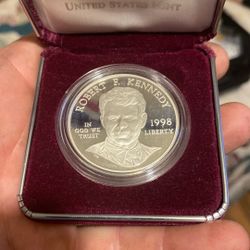 UNITED STATES MINT
ROBERT F. KENNEDY
IN
GOD WE
TRUST
1998
LIBERTY